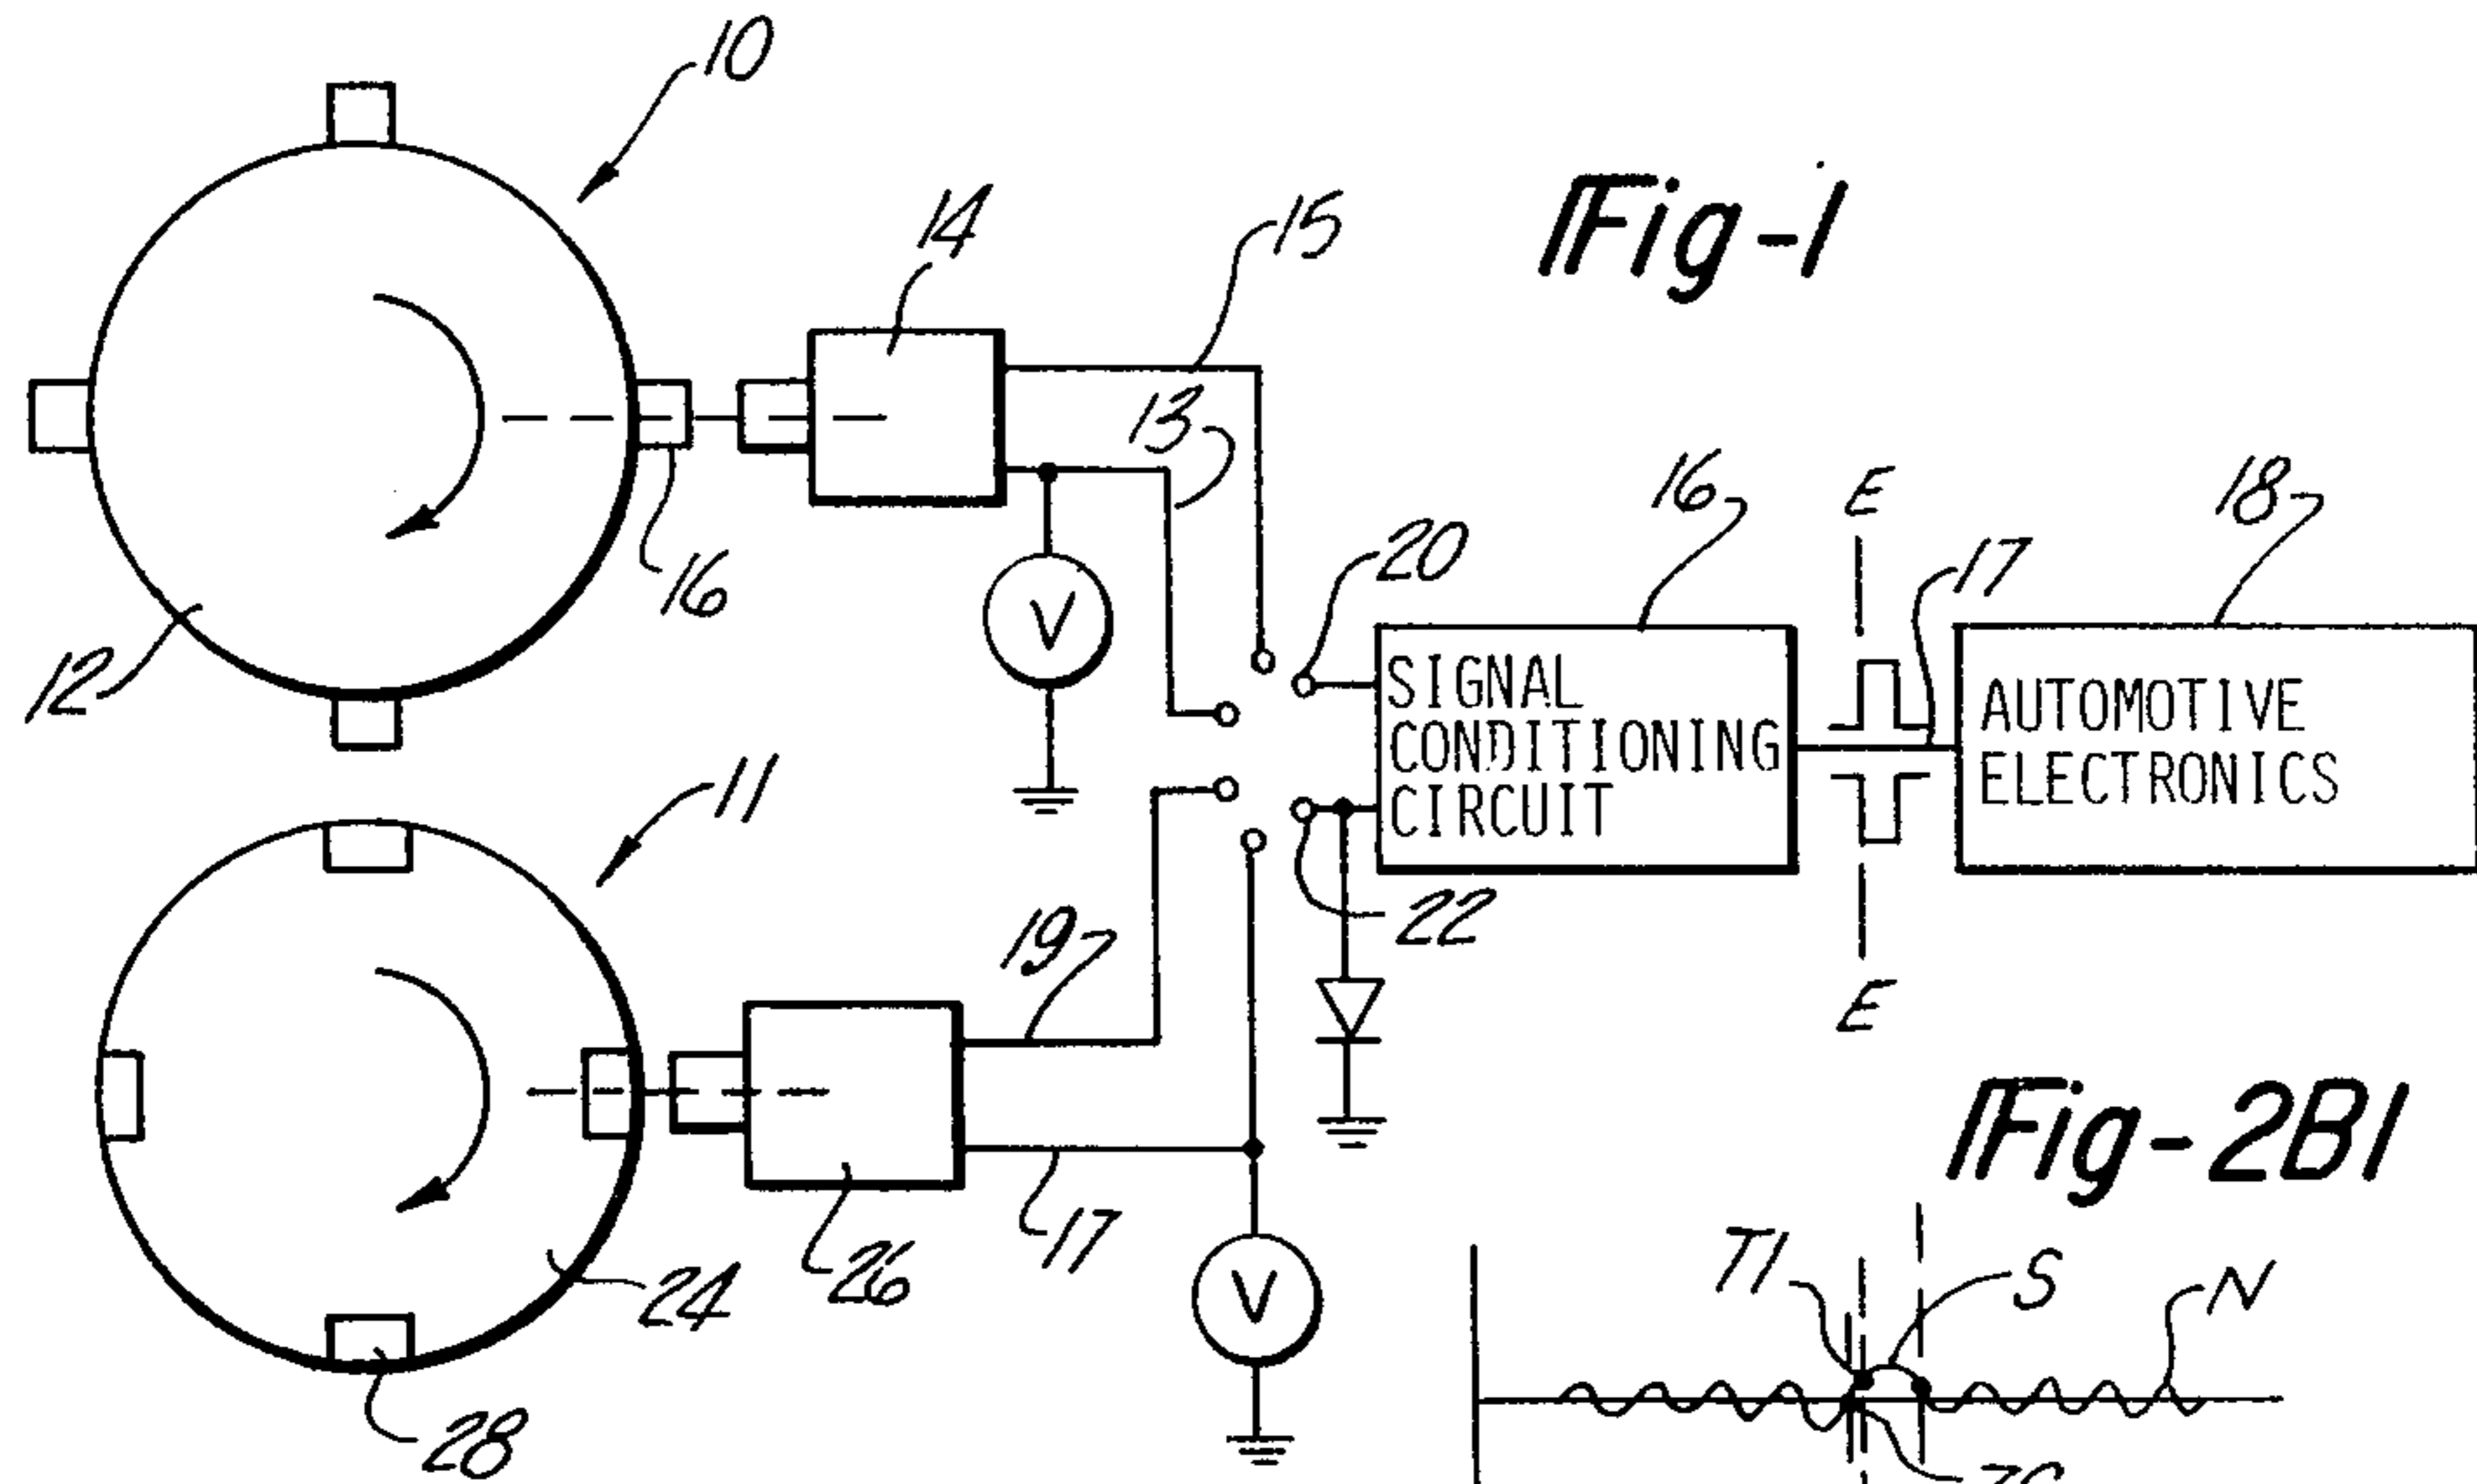 10
Fig-1
14
15
13
16
20
16
E
18
17
12
V
SIGNAL
CONDITIONING
CIRCUIT
AUTOMOTIVE
ELECTRONICS
11
22
19
E
Fig-2B1
24
26
17
V
T1
S
N
28